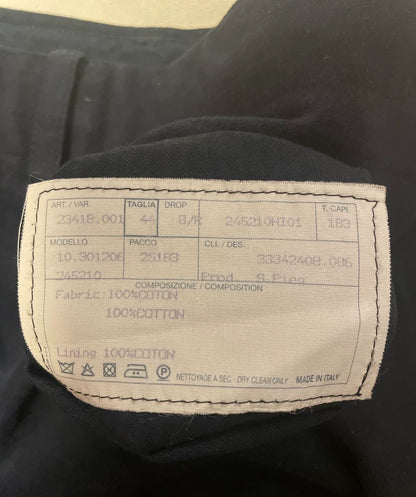 ART./VAR. TAGLIA DROP T. CAPI
23418.001 44 8/R 245210HI01 183
MODELLO PACCO CLI. / DES.
10.301206 25183 33342408.086
245210 Prod S.Pieg
COMPOSIZIONE / COMPOSITION
Fabric:100%COTON
100%COTTON
Lining 100%COTON
NETTOYAGE A SEC - DRY CLEAN ONLY MADE IN ITALY